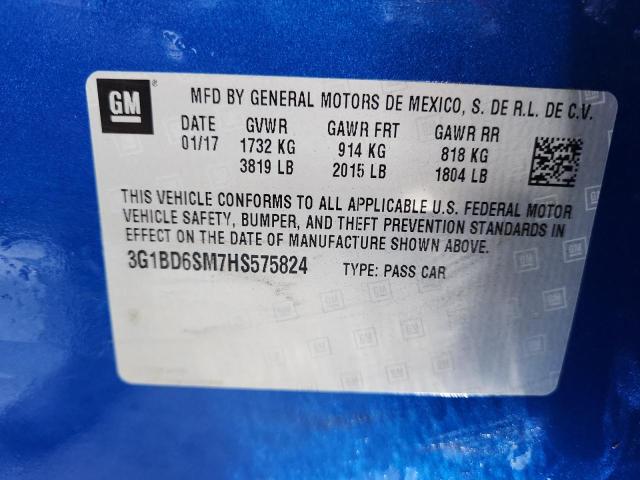 GM ®
MFD BY GENERAL MOTORS DE MEXICO, S. DE R.L. DE C.V.
DATE GVWR GAWR FRT GAWR RR
01/17 1732 KG 914 KG 818 KG
3819 LB 2015 LB 1804 LB
THIS VEHICLE CONFORMS TO ALL APPLICABLE U.S. FEDERAL MOTOR
VEHICLE SAFETY, BUMPER, AND THEFT PREVENTION STANDARDS IN
EFFECT ON THE DATE OF MANUFACTURE SHOWN ABOVE.
3G1BD6SM7HS575824 TYPE: PASS CAR